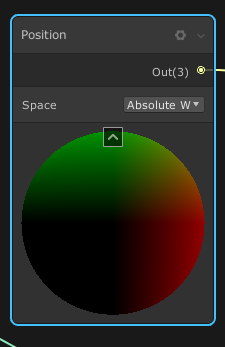 Position
Out(3)
Space
Absolute W